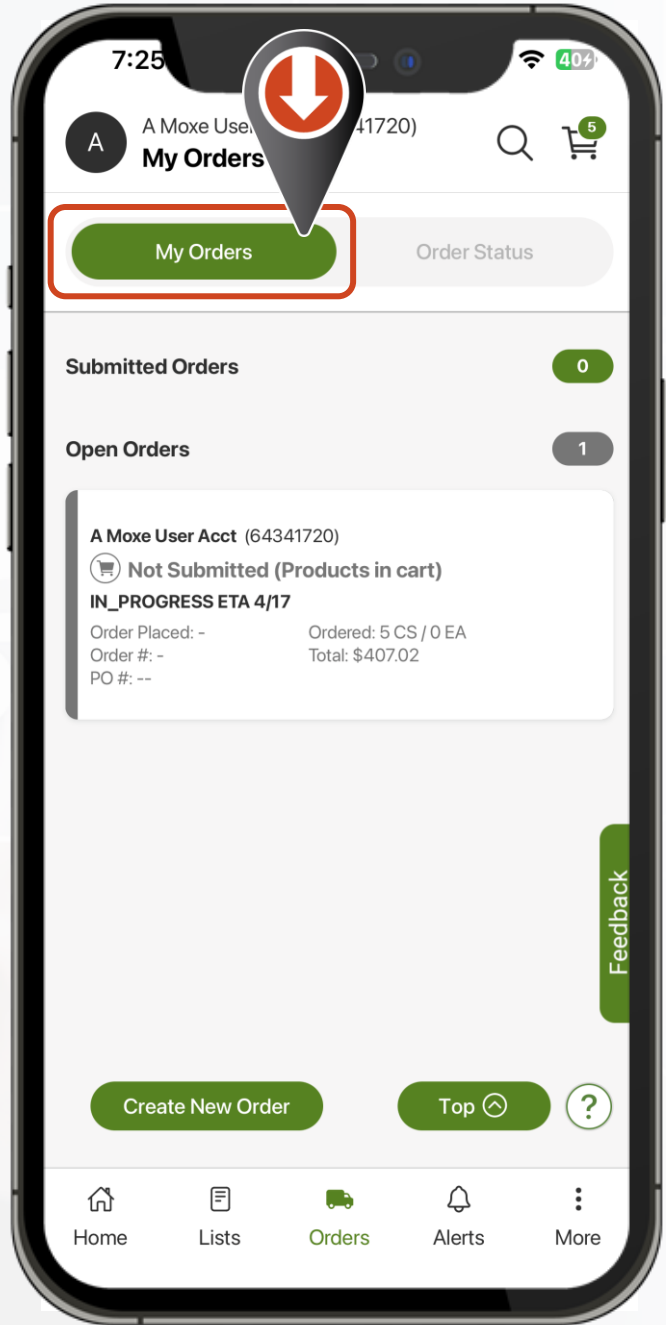 7:25
40
A
A Moxe Use
41720)
My Orders
5
My Orders
Order Status
Submitted Orders
0
Open Orders
1
A Moxe User Acct (64341720)
Not Submitted (Products in cart)
IN_PROGRESS ETA 4/17
Order Placed: -
Ordered: 5 CS / 0 EA
Order #: -
Total: $407.02
PO #: --
Feedback
Create New Order
Top
?
Home
Lists
Orders
Alerts
More